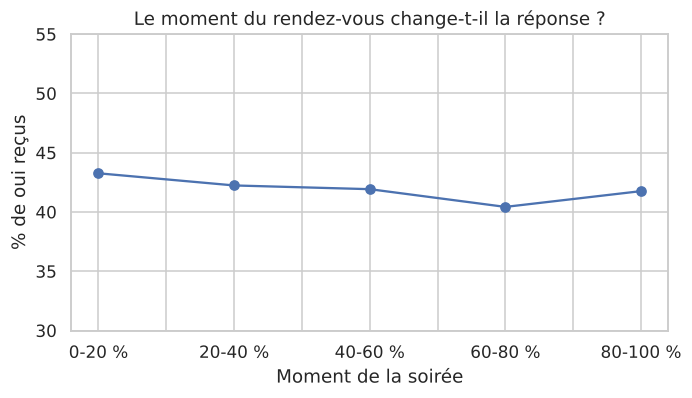 Le moment du rendez-vous change-t-il la réponse ?
% de oui reçus
55
50
45
40
35
30
0-20 % 20-40 % 40-60 % 60-80 % 80-100 %
Moment de la soirée